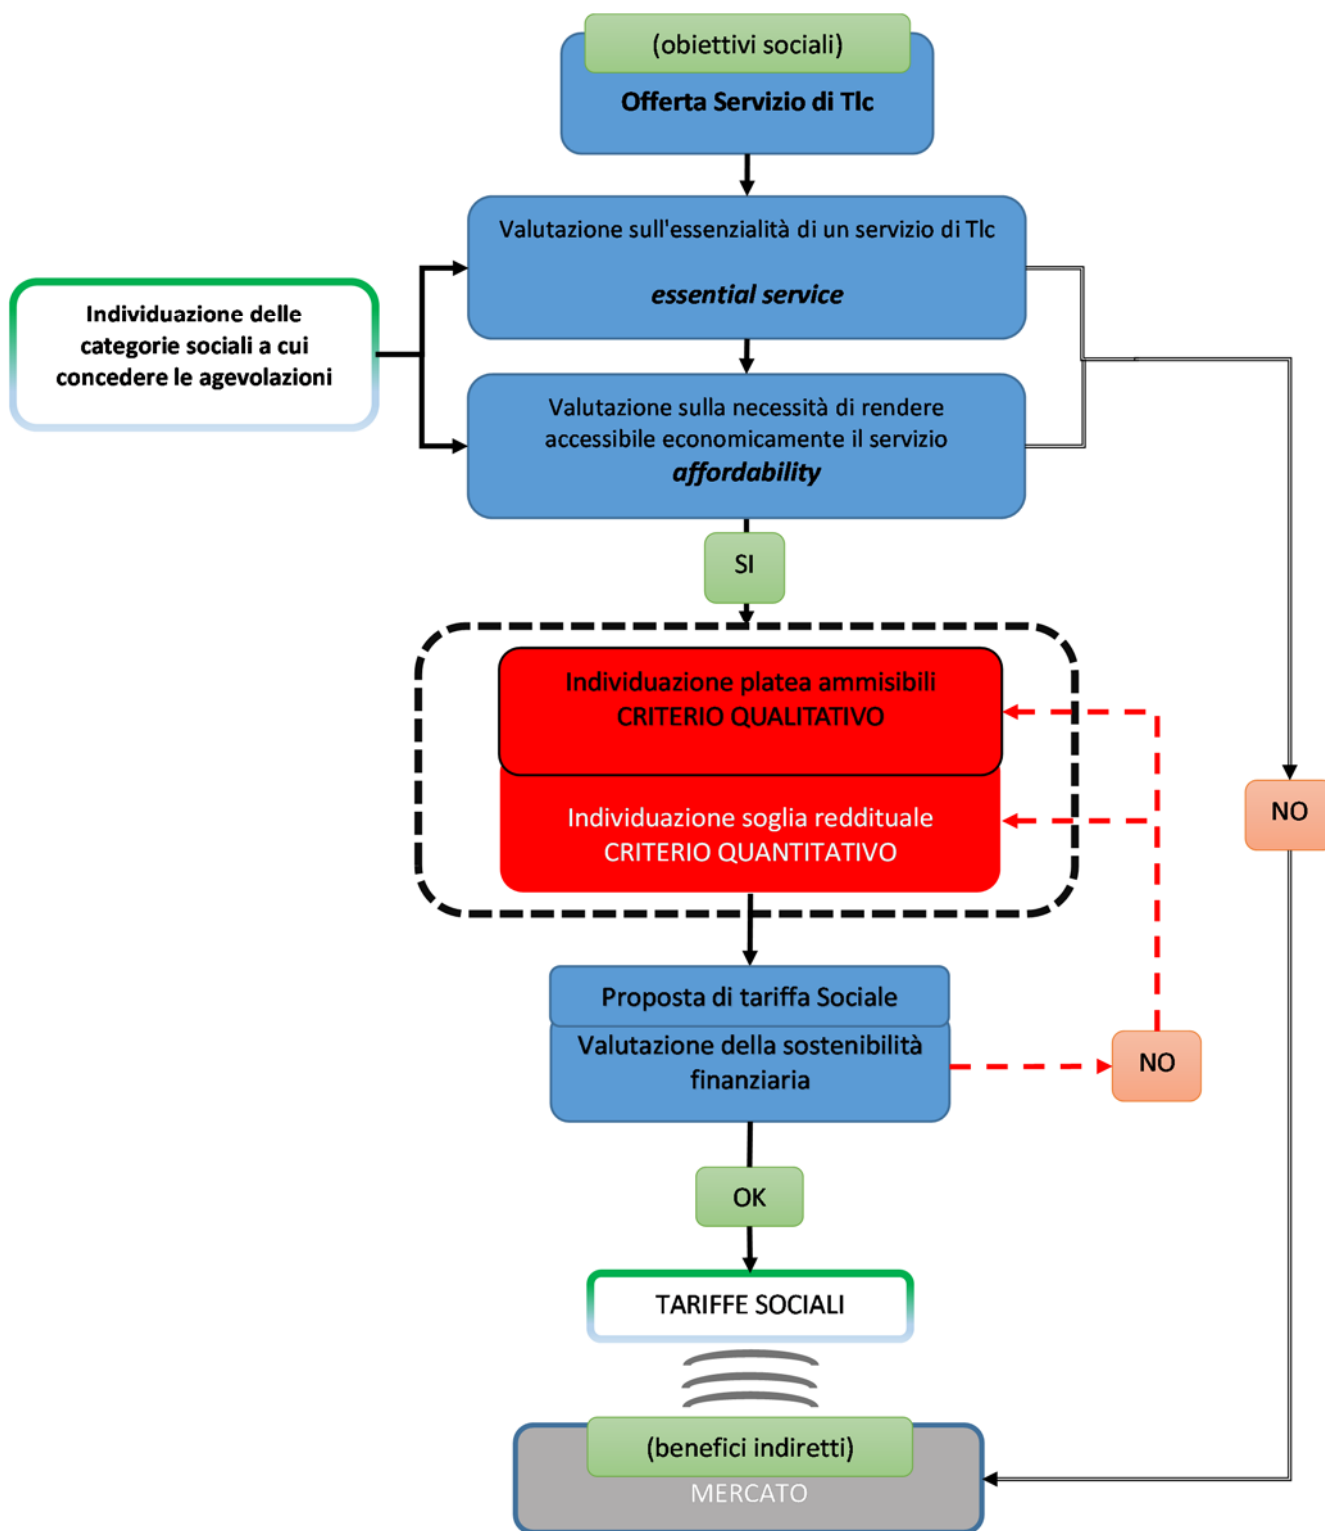 (obiettivi sociali)
Offerta Servizio di Tlc
Valutazione sull'essenzialità di un servizio di Tlc
essential service
Individuazione delle
categorie sociali a cui
concedere le agevolazioni
Valutazione sulla necessità di rendere
accessibile economicamente il servizio
affordability
SI
Individuazione platea ammisibili
CRITERIO QUALITATIVO
Individuazione soglia reddituale
CRITERIO QUANTITATIVO
NO
Proposta di tariffa Sociale
Valutazione della sostenibilità
finanziaria
NO
OK
TARIFFE SOCIALI
(benefici indiretti)
MERCATO